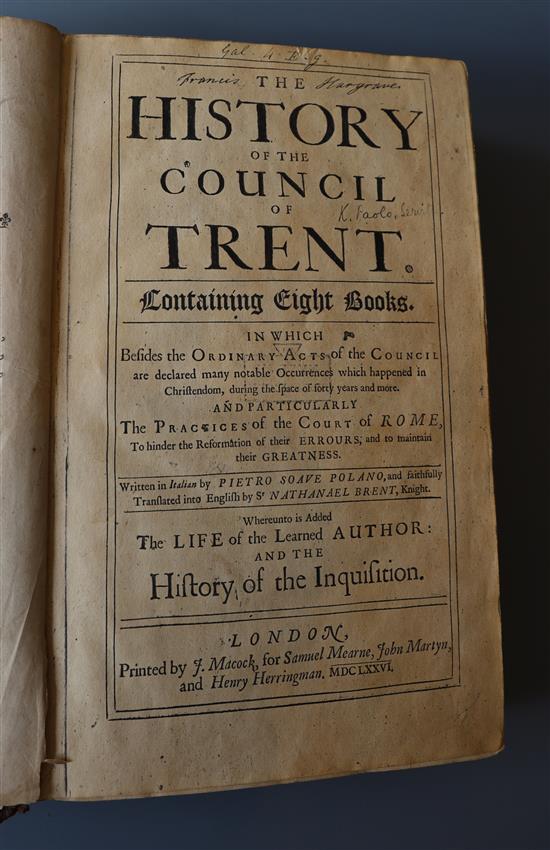 Gal. 4.
Francis Hargrave.
THE
HISTORY
OF THE
COUNCIL
OF
K. Paolo, Servi
TRENT.
Containing Eight Books.
IN WHICH
Besides the ORDINARY ACTS of the COUNCIL
are declared many notable Occurrences which happened in
Christendom, during the space of forty years and more.
AND PARTICULARLY
The PRACTICES of the COURT of ROME,
To hinder the Reformation of their ERROURS, and to maintain
their GREATNESS.
Written in Italian by PIETRO SOAVE POLANO, and faithfully
Translated into English by Sr NATHANAEL BRENT, Knight.
Whereunto is Added
The LIFE of the Learned AUTHOR:
AND THE
History of the Inquisition.
LONDON,
Printed by J. Macock, for Samuel Mearne, John Martyn,
and Henry Herringman. MDCLXXVI.